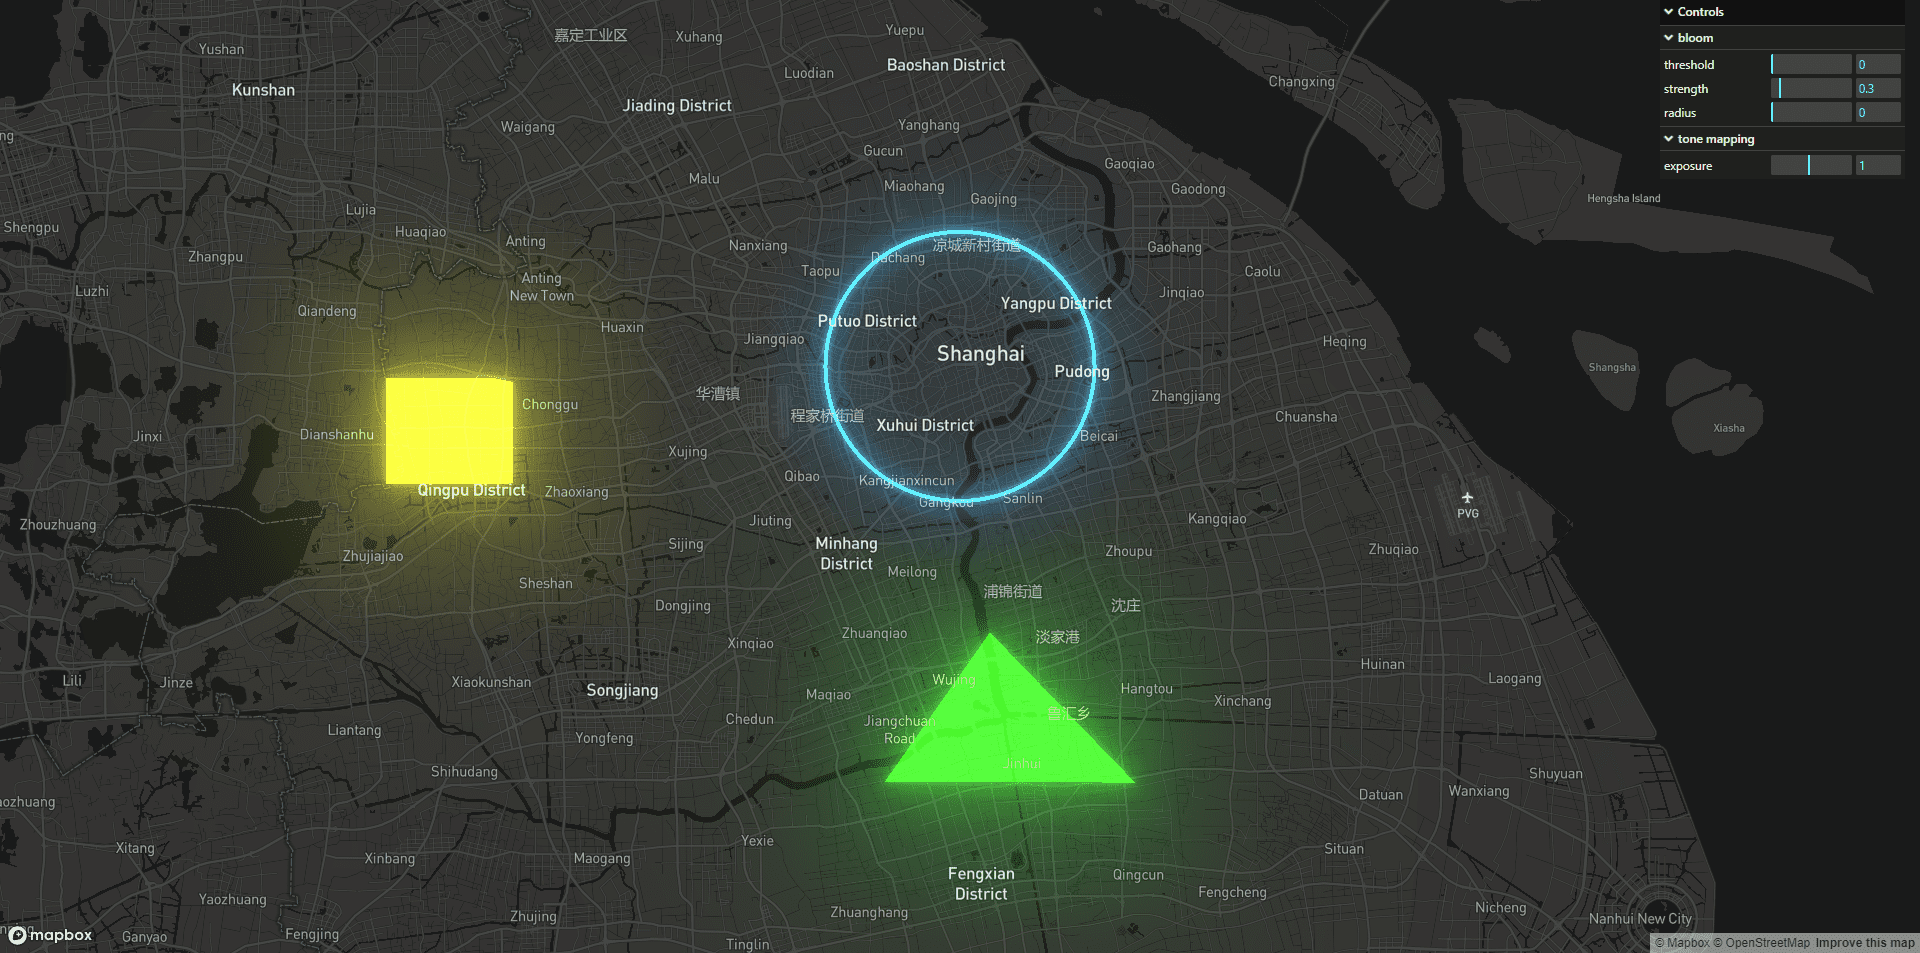 嘉定工业区
Xuhang
Yuepu
Yushan
Baoshan District
Luodian
Changxing
Kunshan
Jiading District
Waigang
Yanghang
Gucun
Gaoqiao
Malu
Miaohang
Gaojing
Gaodong
Hengsha Island
Lujia
Shengpu
Huaqiao
Anting
Nanxiang
凉城新村街道
Gaohang
Zhangpu
Dachang
Taopu
Caolu
Anting
New Town
Luzhi
Jinqiao
Qiandeng
Yangpu District
Huaxin
Putuo District
Jiangqiao
Heqing
Shanghai
Shangsha
Pudong
华漕镇
Zhangjiang
Chonggu
程家桥街道
Chuansha
Xuhui District
Xiasha
Jinxi
Dianshanhu
Beicai
Xujing
Qibao
Kangjianxincun
Qingpu District
Zhaoxiang
Gangkou
Sanlin
PVG
Zhouzhuang
Jiuting
Kangqiao
Zhujiajiao
Sijing
Minhang
District
Zhoupu
Zhuqiao
Sheshan
Meilong
浦锦街道
Dongjing
沈庄
Xinqiao
Zhuanqiao
淡家港
Huinan
Lili
Jinze
Xiaokunshan
Songjiang
Maqiao
Wujing
Hangtou
Xinchang
Laogang
Liantang
Chedun
Jiangchuan
Road
Yongfeng
Shihudang
Jinhui
Shuyuan
aozhuang
Datuan
Wanxiang
Xitang
Xinbang
Maogang
Yexie
Situan
Yaozhuang
Fengxian
District
Qingcun
Fengcheng
Zhujing
Zhuanghang
Nicheng
Nanhui New City
mapbox
Ganyao
Fengjing
Tinglin
© Mapbox © OpenStreetMap Improve this map
Controls
bloom
threshold 0
strength 0.3
radius 0
tone mapping
exposure 1